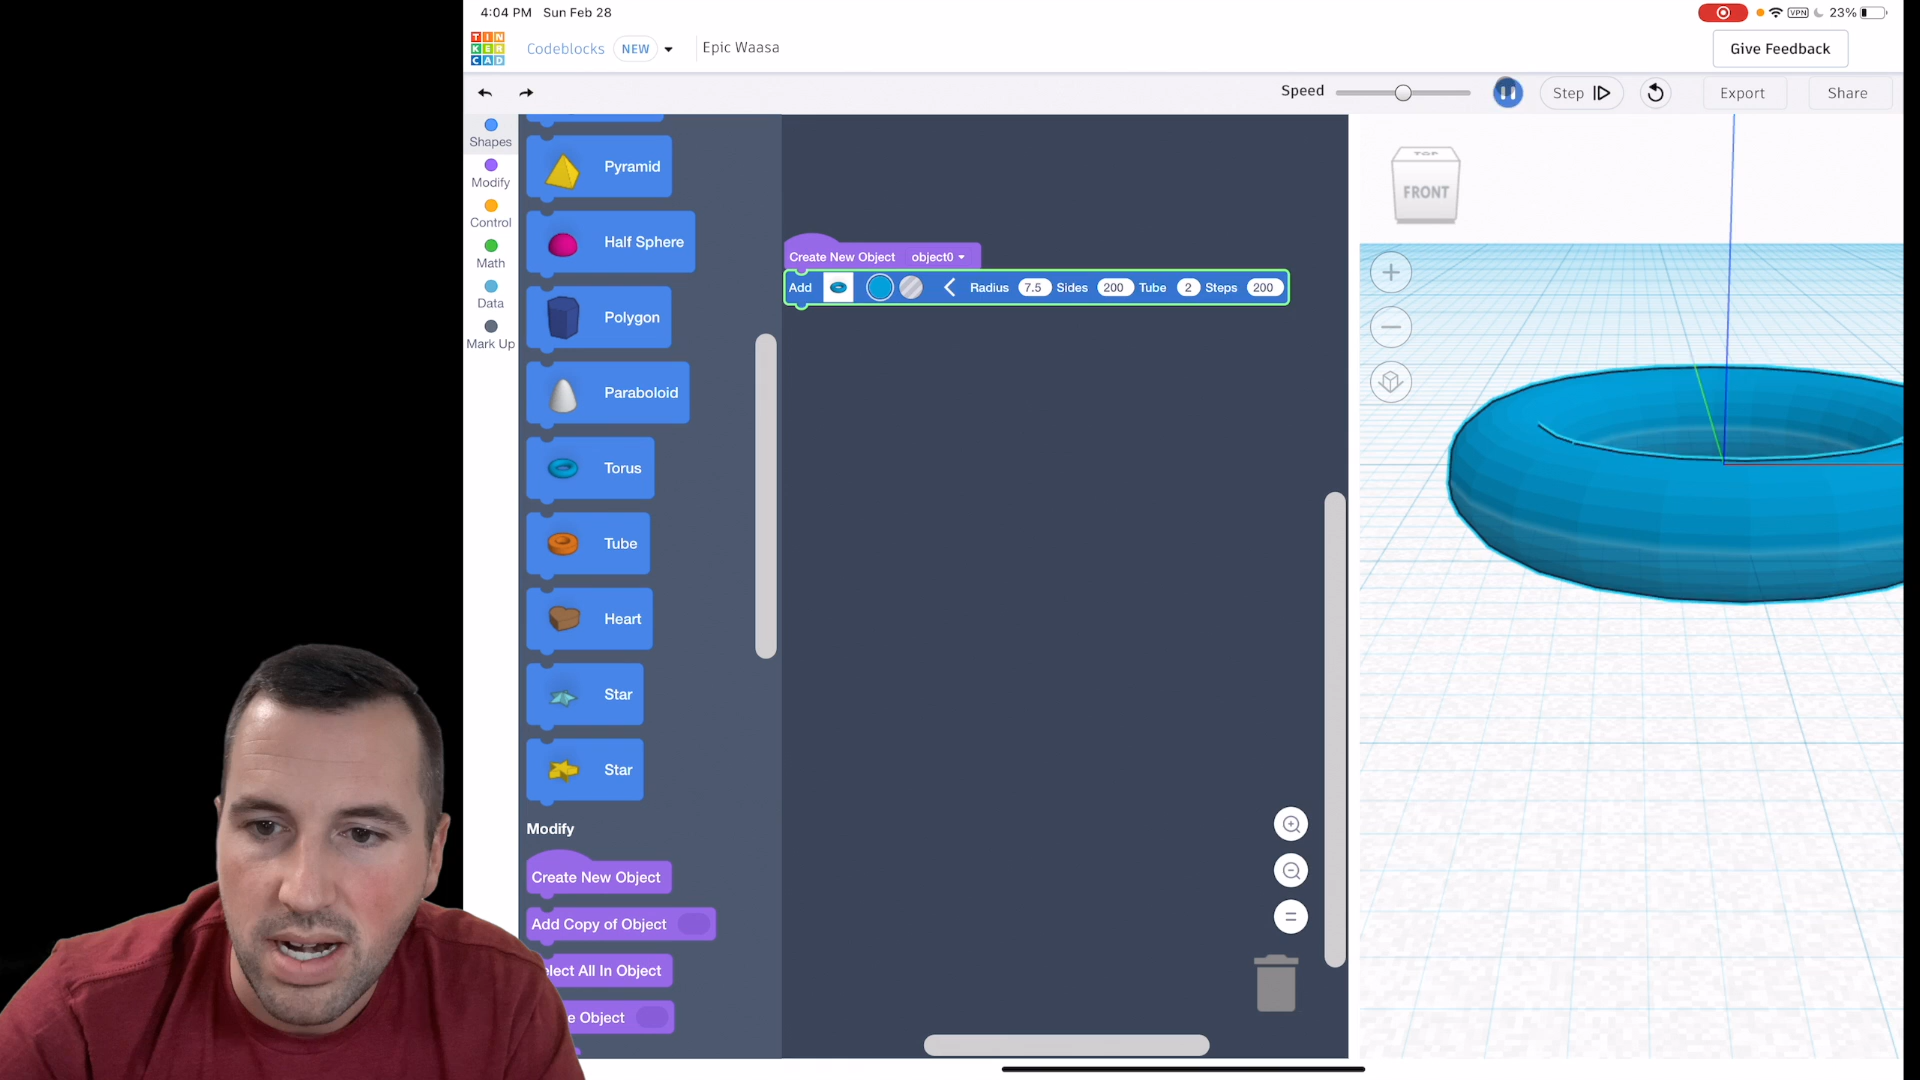 4:04 PM Sun Feb 28
VPN 23%
TIN
KER
CAD
Codeblocks NEW Epic Waasa
Give Feedback
Speed
Step
Export
Share
Shapes
Modify
Control
Math
Data
Mark Up
Pyramid
Half Sphere
Polygon
Paraboloid
Torus
Tube
Heart
Star
Star
Modify
Create New Object
Add Copy of Object
lect All In Object
e Object
Create New Object object0
Add Radius 7.5 Sides 200 Tube 2 Steps 200
TOP
FRONT